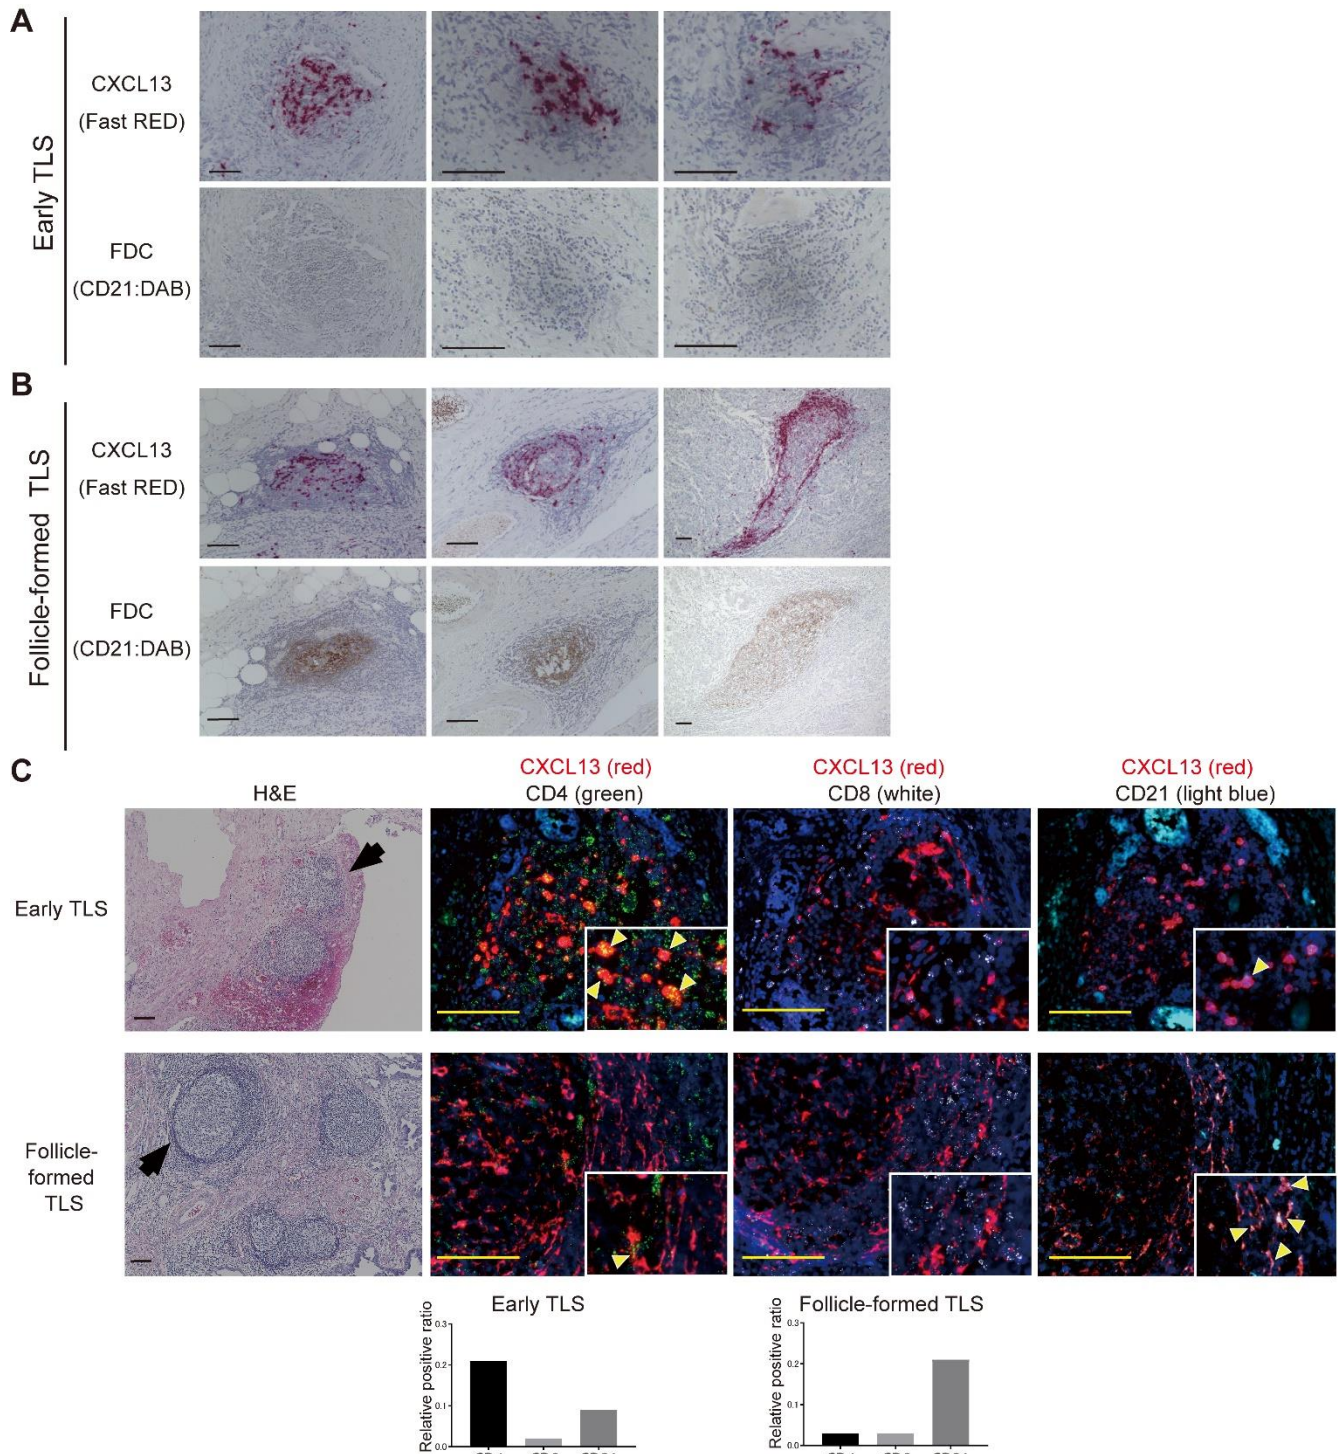 A
Early TLS
CXCL13
(Fast RED)
FDC
(CD21:DAB)
B
Follicle-formed TLS
CXCL13
(Fast RED)
FDC
(CD21:DAB)
C
H&E
CXCL13 (red)
CD4 (green)
CXCL13 (red)
CD8 (white)
CXCL13 (red)
CD21 (light blue)
Early TLS
Follicle-
formed
TLS
Early TLS
Relative positive ratio
0.3
0.2
0.1
0.0
Follicle-formed TLS
Relative positive ratio
0.3
0.2
0.1
0.0